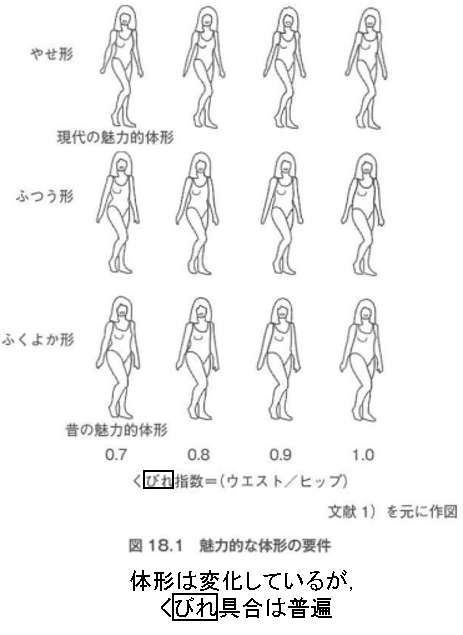 やせ形
現代の魅力的体形
ふつう形
ふくよか形
昔の魅力的体形
0.7 0.8 0.9 1.0
くびれ指数=(ウエスト/ヒップ)
文献 1) を元に作図
図 18.1 魅力的な体形の要件
体形は変化しているが,
くびれ具合は普遍